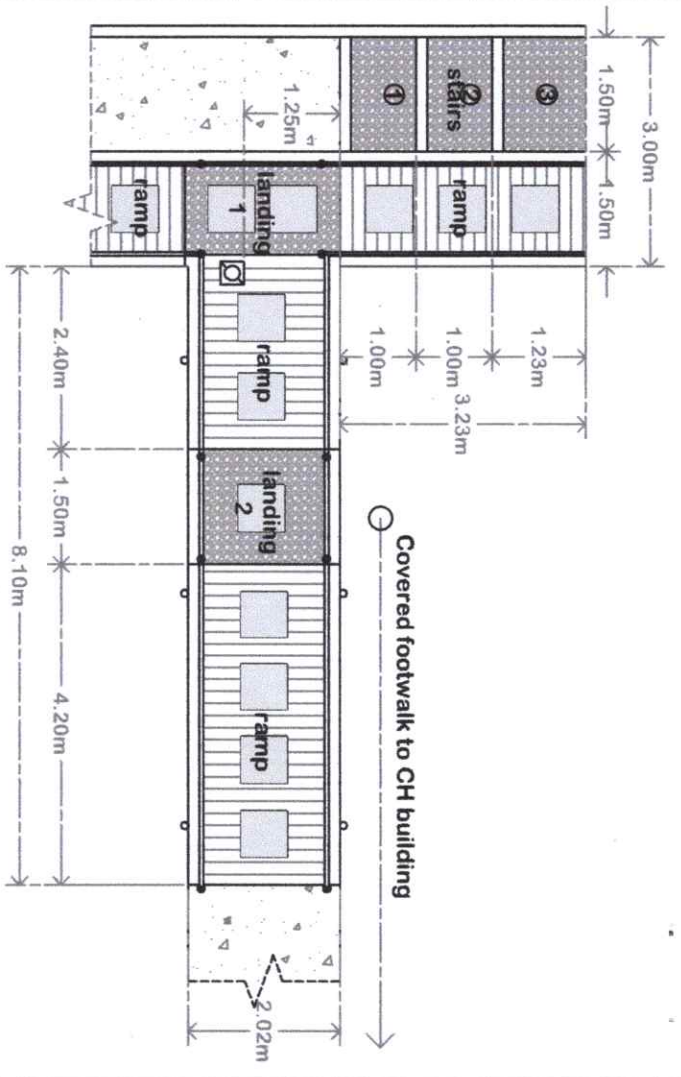 3.00m
1.50m
1.50m
①
② stairs
③
1.25m
ramp
landing
1
ramp
1.00m
1.00m
1.23m
3.23m
ramp
landing
2
ramp
2.40m
1.50m
4.20m
8.10m
Covered footwalk to CH building
2.02m